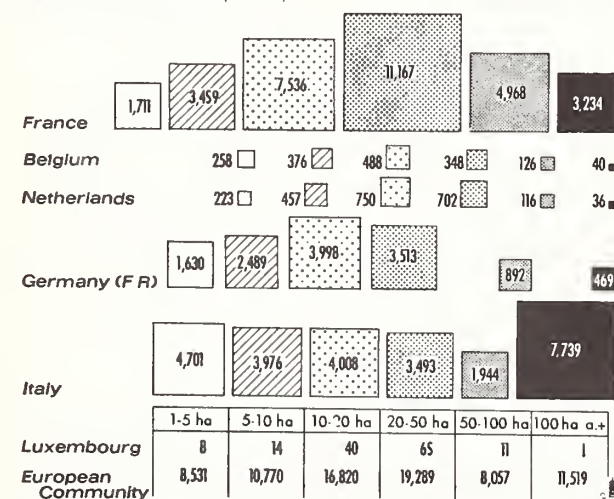 1,711 3,459 7,536 11,167 4,968 3,234
France
Belgium 258 376 488 348 126 40
Netherlands 223 457 750 702 116 36
1,630 2,489 3,998 3,513 892 469
Germany (F R)
4,701 3,976 4,008 3,493 1,944 7,739
Italy
1-5 ha 5-10 ha 10-20 ha 20-50 ha 50-100 ha 100 ha a.+
Luxembourg 8 14 40 65 11 1
European 8,531 10,770 16,820 19,289 8,057 11,519
Community